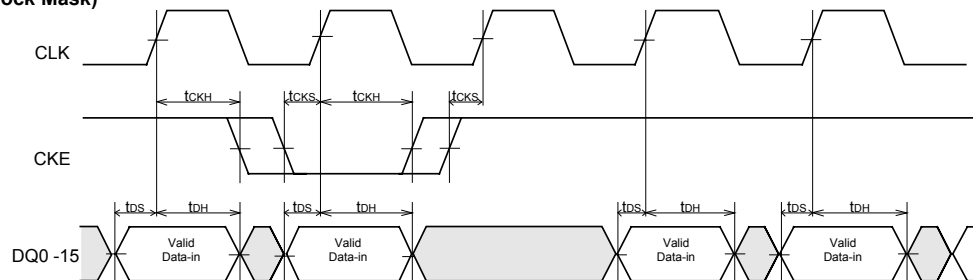 ock Mask)
CLK
tCKH tCKS tCKH tCKS
CKE
tDS tDH tDS tDH tDS tDH tDS tDH
DQ0 -15
Valid Data-in
Valid Data-in
Valid Data-in
Valid Data-in